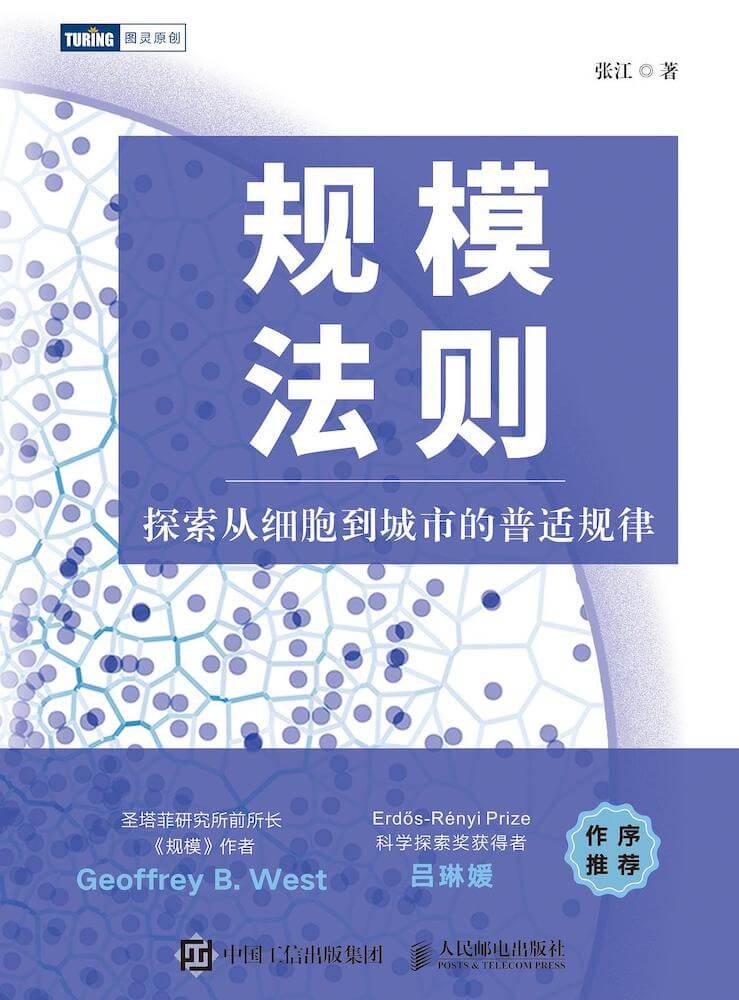 TURING 图灵原创
张江 ◎ 著
规模
法则
探索从细胞到城市的普适规律
圣塔菲研究所前所长
《规模》作者
Geoffrey B. West
Erdős-Rényi Prize
科学探索奖获得者
吕琳媛
作序
推荐
中国工信出版集团
人民邮电出版社
POSTS & TELECOM PRESS